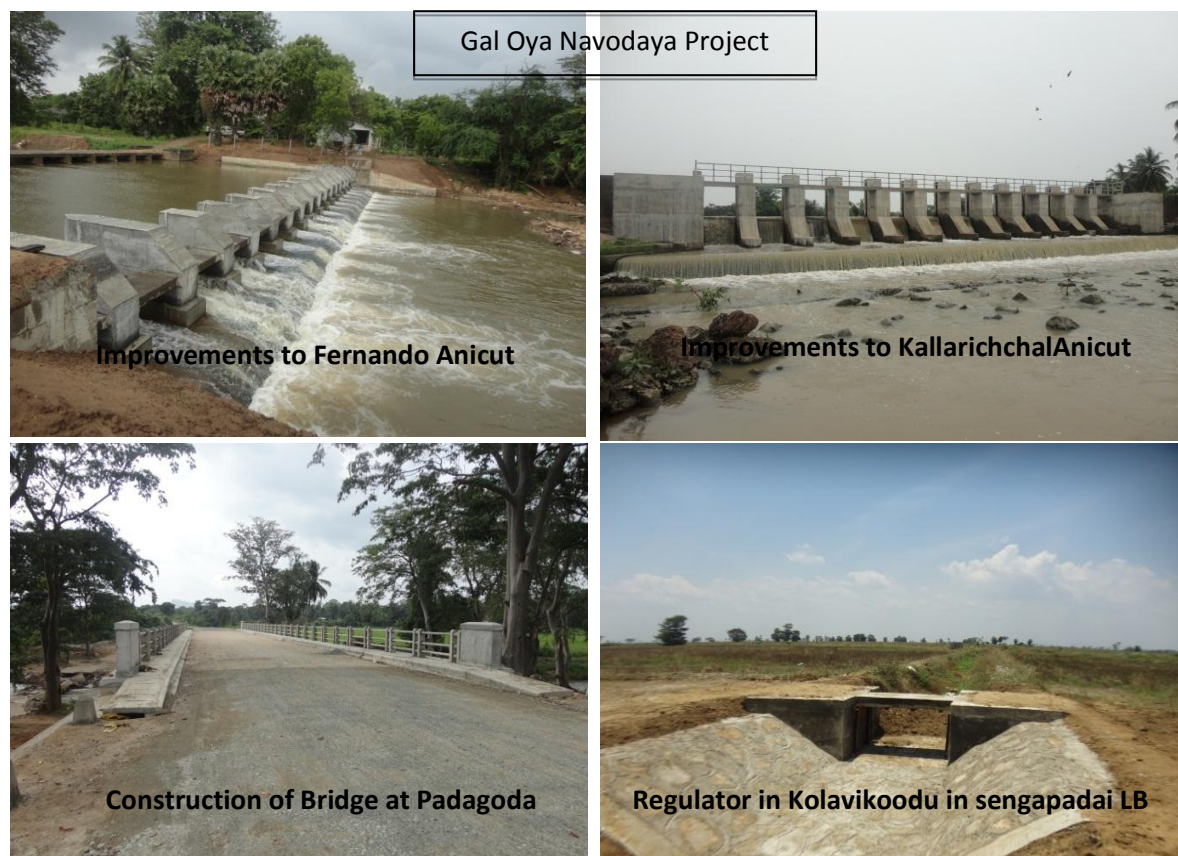 Gal Oya Navodaya Project
Improvements to Fernando Anicut
Improvements to KallarichchalAnicut
Construction of Bridge at Padagoda
Regulator in Kolavikoodu in sengapadai LB